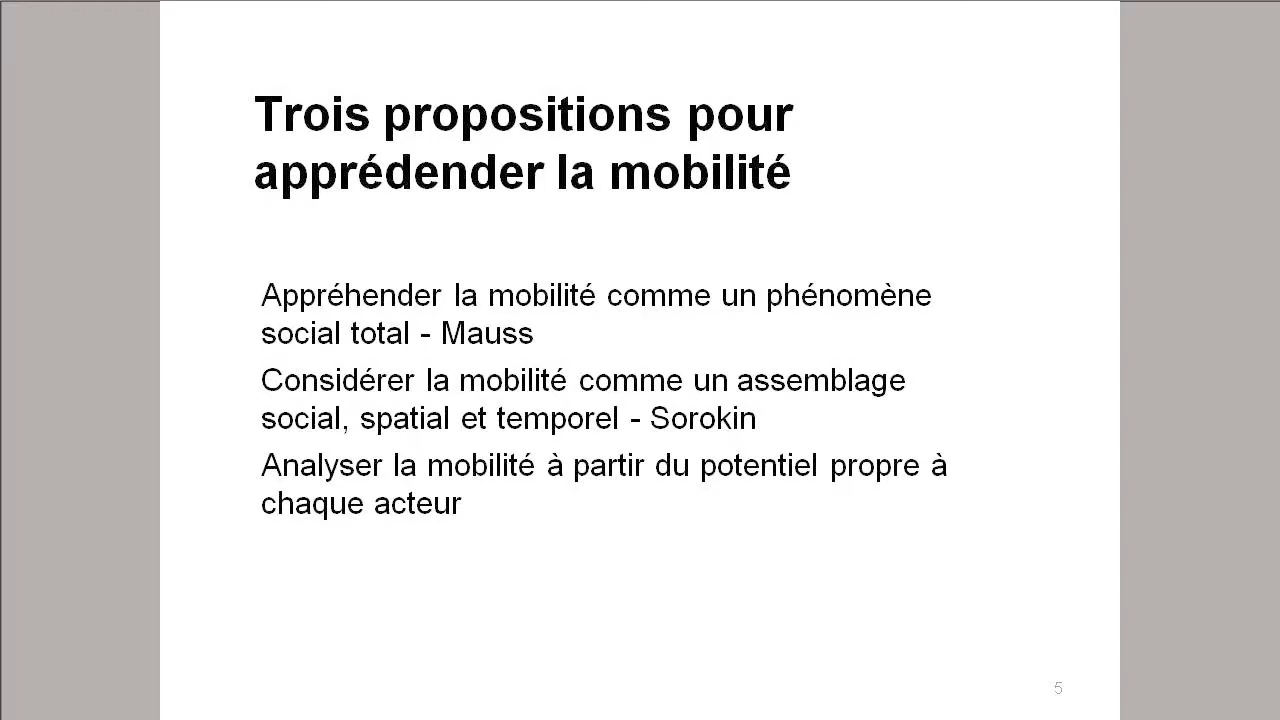 Trois propositions pour
apprédender la mobilité
Appréhender la mobilité comme un phénomène
social total - Mauss
Considérer la mobilité comme un assemblage
social, spatial et temporel - Sorokin
Analyser la mobilité à partir du potentiel propre à
chaque acteur
5